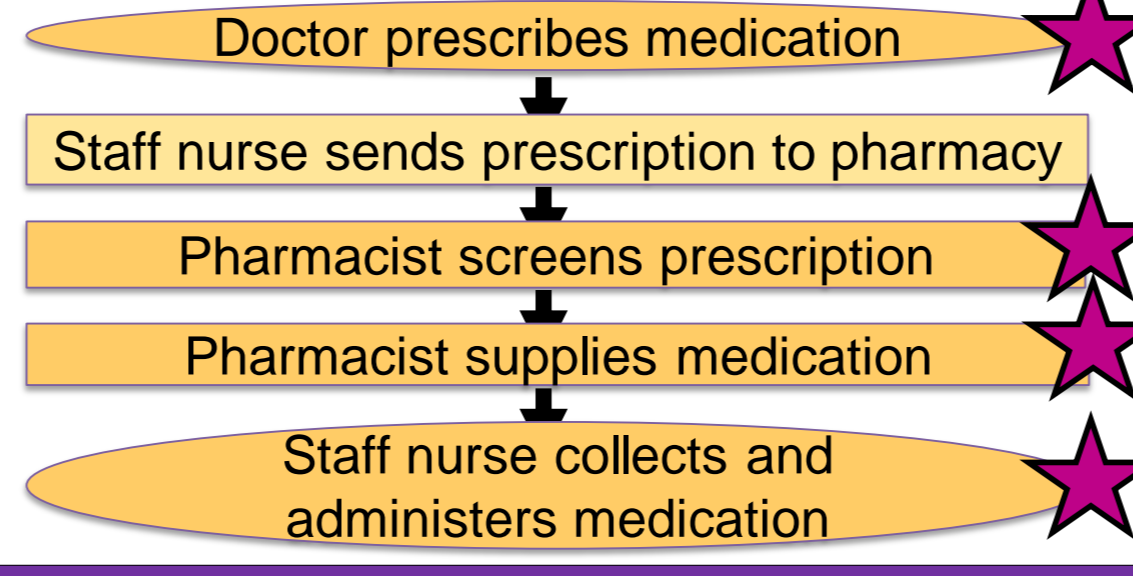 Doctor prescribes medication
Staff nurse sends prescription to pharmacy
Pharmacist screens prescription
Pharmacist supplies medication
Staff nurse collects and
administers medication